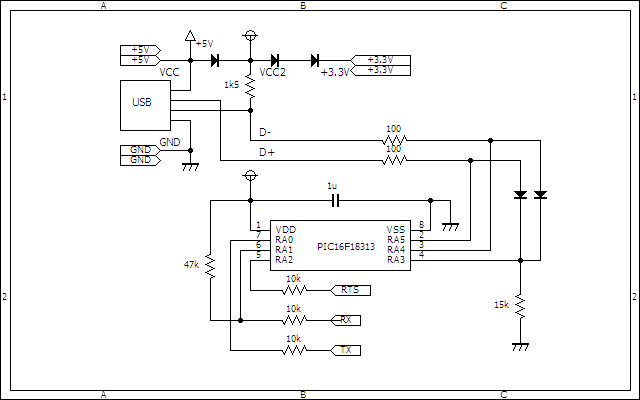 A B C
+5V
+5V
+5V
VCC
VCC2
+3.3V
+3.3V
+3.3V
1
1
1k5
USB
D-
D+
100
100
GND
GND
GND
1u
1 VDD VSS 8
7 RA0 RA5 2
6 RA1 RA4 3
5 RA2 RA3 4
PIC16F18313
47k
10k RTS
2
2
15k
10k RX
10k TX
A B C